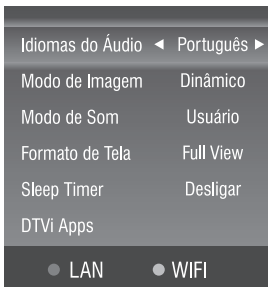 Idiomas do Áudio ◄ Português ►
Modo de Imagem Dinâmico
Modo de Som Usuário
Formato de Tela Full View
Sleep Timer Desligar
DTVi Apps
LAN WIFI